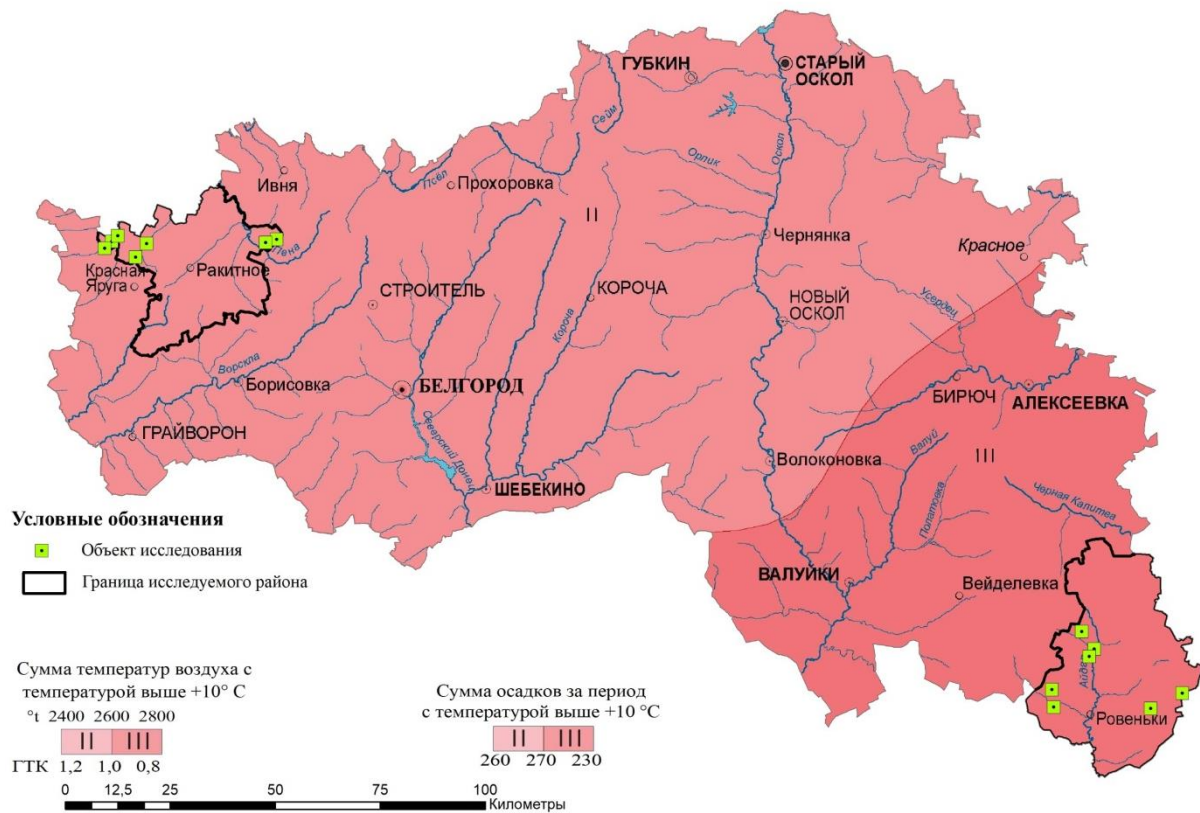 ГУБКИН
СТАРЫЙ
ОСКОЛ
Сейм
Оскол
Ивня
Псёл
Прохоровка
Орлик
II
Чернянка
Красное
Пена
Красная
Яруга
Ракитное
СТРОИТЕЛЬ
КОРОЧА
Короча
НОВЫЙ
ОСКОЛ
Усердец
Ворскла
Борисовка
БЕЛГОРОД
БИРЮЧ
АЛЕКСЕЕВКА
ГРАЙВОРОН
Северский Донец
Волоконовка
Валуй
III
ШЕБЕКИНО
Черная Калитва
Полатовка
ВАЛУЙКИ
Вейделевка
Айдар
Ровеньки
Условные обозначения
Объект исследования
Граница исследуемого района
Сумма температур воздуха с
температурой выше +10° C
°t 2400 2600 2800
II III
ГТК 1,2 1,0 0,8
Сумма осадков за период
с температурой выше +10 °C
II III
260 270 230
0 12,5 25 50 75 100
Километры